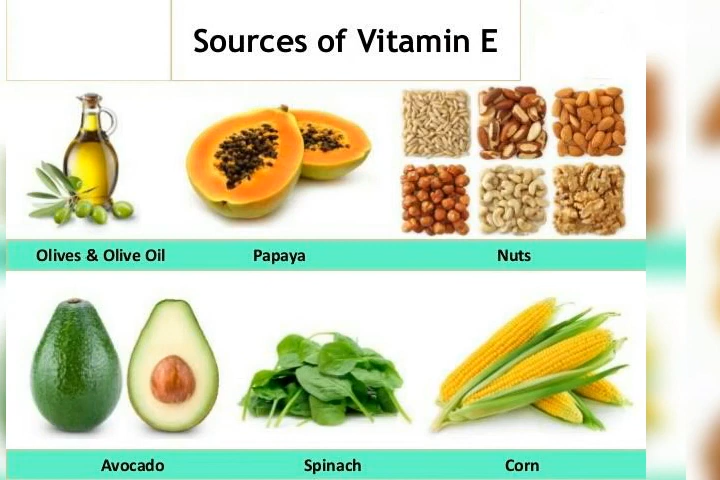 Sources of Vitamin E
Olives & Olive Oil Papaya Nuts
Avocado Spinach Corn